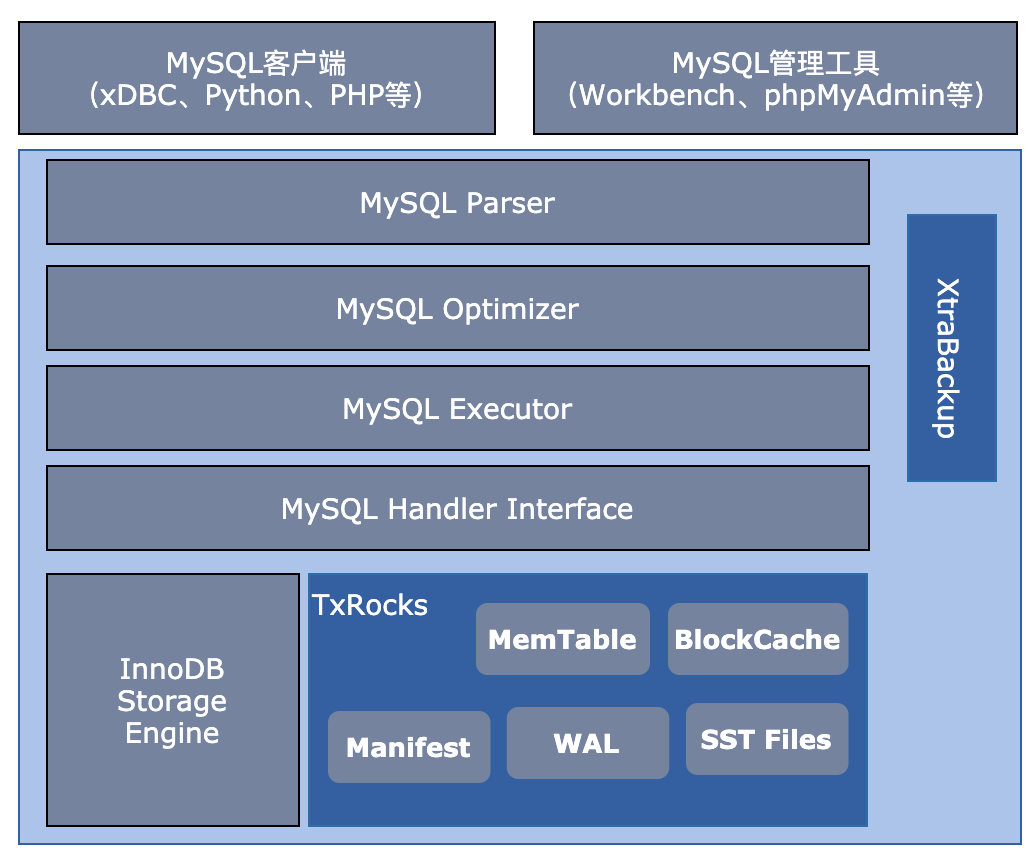 MySQL客户端
（xDBC、Python、PHP等）
MySQL管理工具
（Workbench、phpMyAdmin等）
MySQL Parser
MySQL Optimizer
MySQL Executor
MySQL Handler Interface
XtraBackup
InnoDB
Storage
Engine
TxRocks
MemTable
BlockCache
Manifest
WAL
SST Files